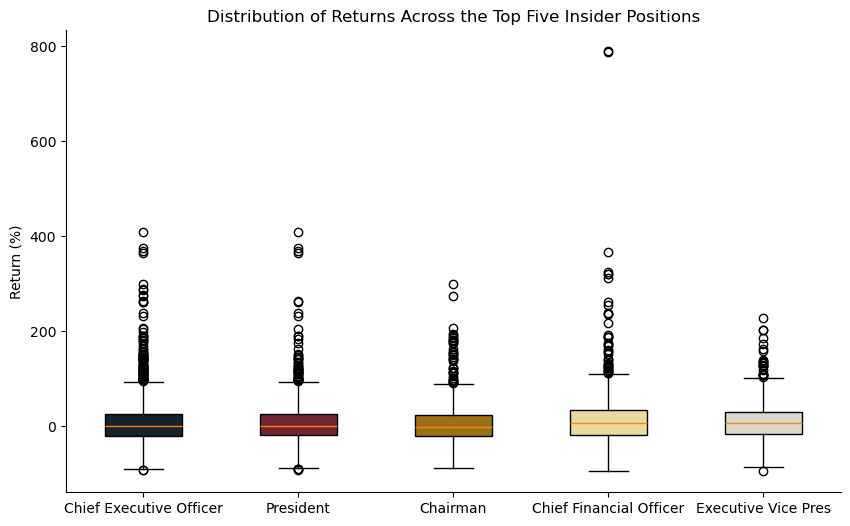 Distribution of Returns Across the Top Five Insider Positions
800
600
400
200
0
Return (%)
Chief Executive Officer
President
Chairman
Chief Financial Officer
Executive Vice Pres